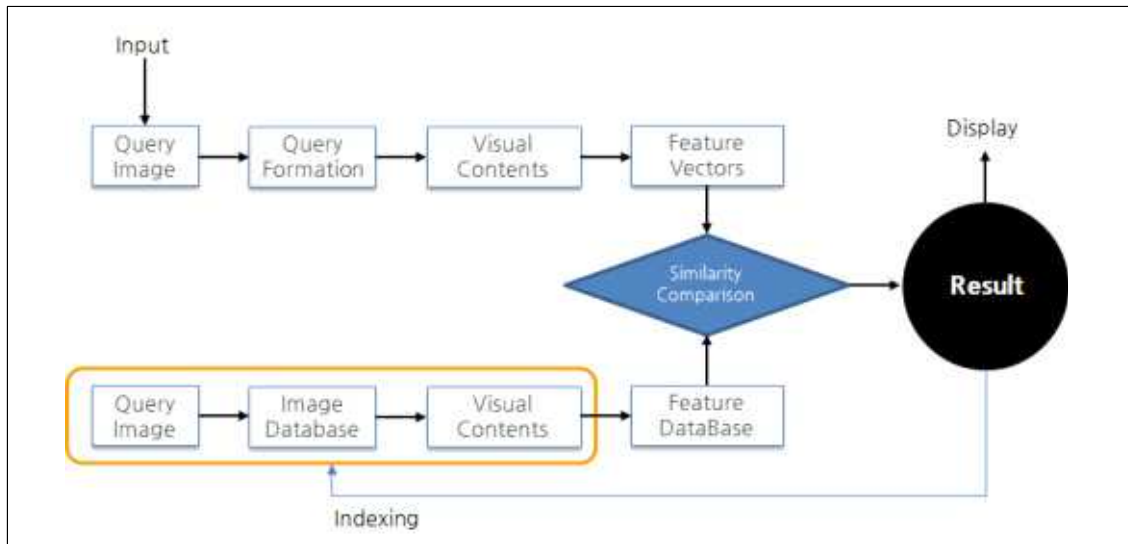 Input
Query
Image
Query
Formation
Visual
Contents
Feature
Vectors
Display
Similarity
Comparison
Result
Query
Image
Image
Database
Visual
Contents
Feature
DataBase
Indexing